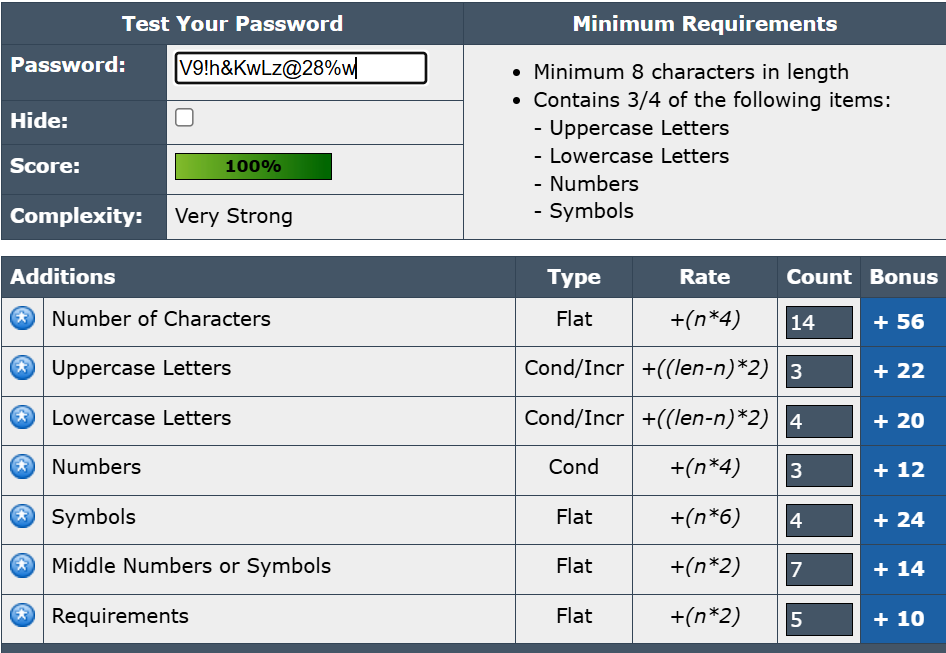 Test Your Password
Minimum Requirements
Password:
V9!h&KwLz@28%w
Hide:
Score:
100%
Complexity:
Very Strong
• Minimum 8 characters in length
• Contains 3/4 of the following items:
- Uppercase Letters
- Lowercase Letters
- Numbers
- Symbols
Additions Type Rate Count Bonus
Number of Characters Flat +(n*4) 14 + 56
Uppercase Letters Cond/Incr +((len-n)*2) 3 + 22
Lowercase Letters Cond/Incr +((len-n)*2) 4 + 20
Numbers Cond +(n*4) 3 + 12
Symbols Flat +(n*6) 4 + 24
Middle Numbers or Symbols Flat +(n*2) 7 + 14
Requirements Flat +(n*2) 5 + 10